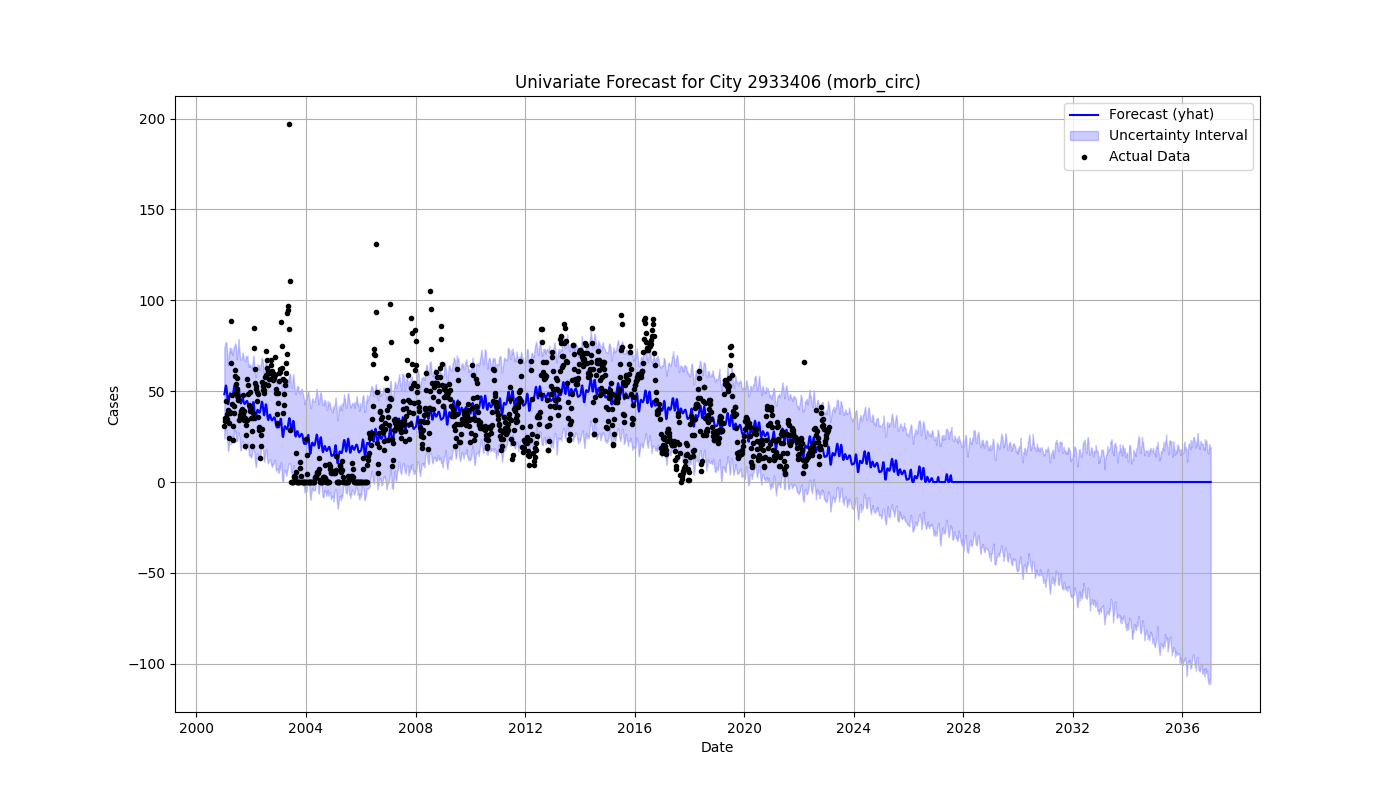 Univariate Forecast for City 2933406 (morb_circ)
Forecast (yhat)
Uncertainty Interval
Actual Data
200
150
100
50
0
−50
−100
Cases
2000 2004 2008 2012 2016 2020 2024 2028 2032 2036
Date